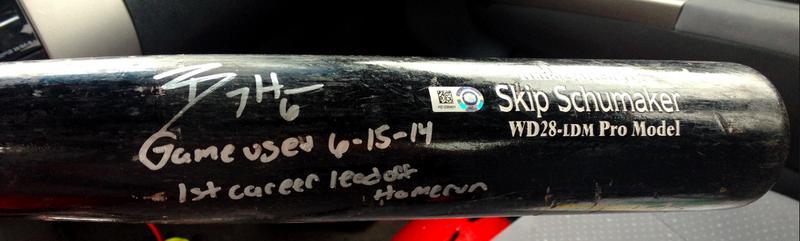 Game used 6-15-14
1st career lead off
Homerun
Skip Schumaker
WD28-LDM Pro Model